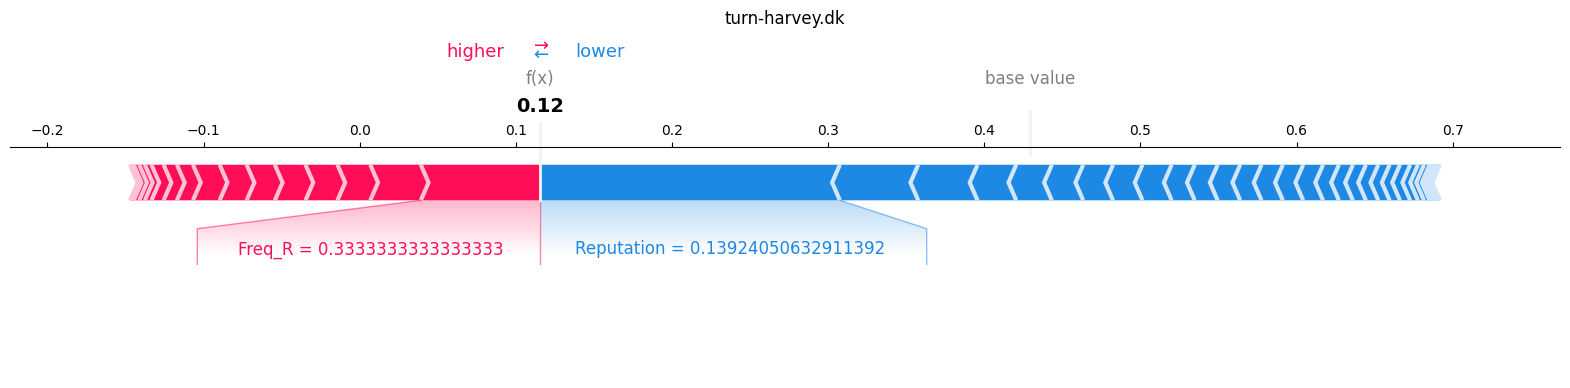 turn-harvey.dk
higher ⇄ lower
f(x) base value
0.12
−0.2 −0.1 0.0 0.1 0.2 0.3 0.4 0.5 0.6 0.7
Freq_R = 0.3333333333333333 Reputation = 0.13924050632911392